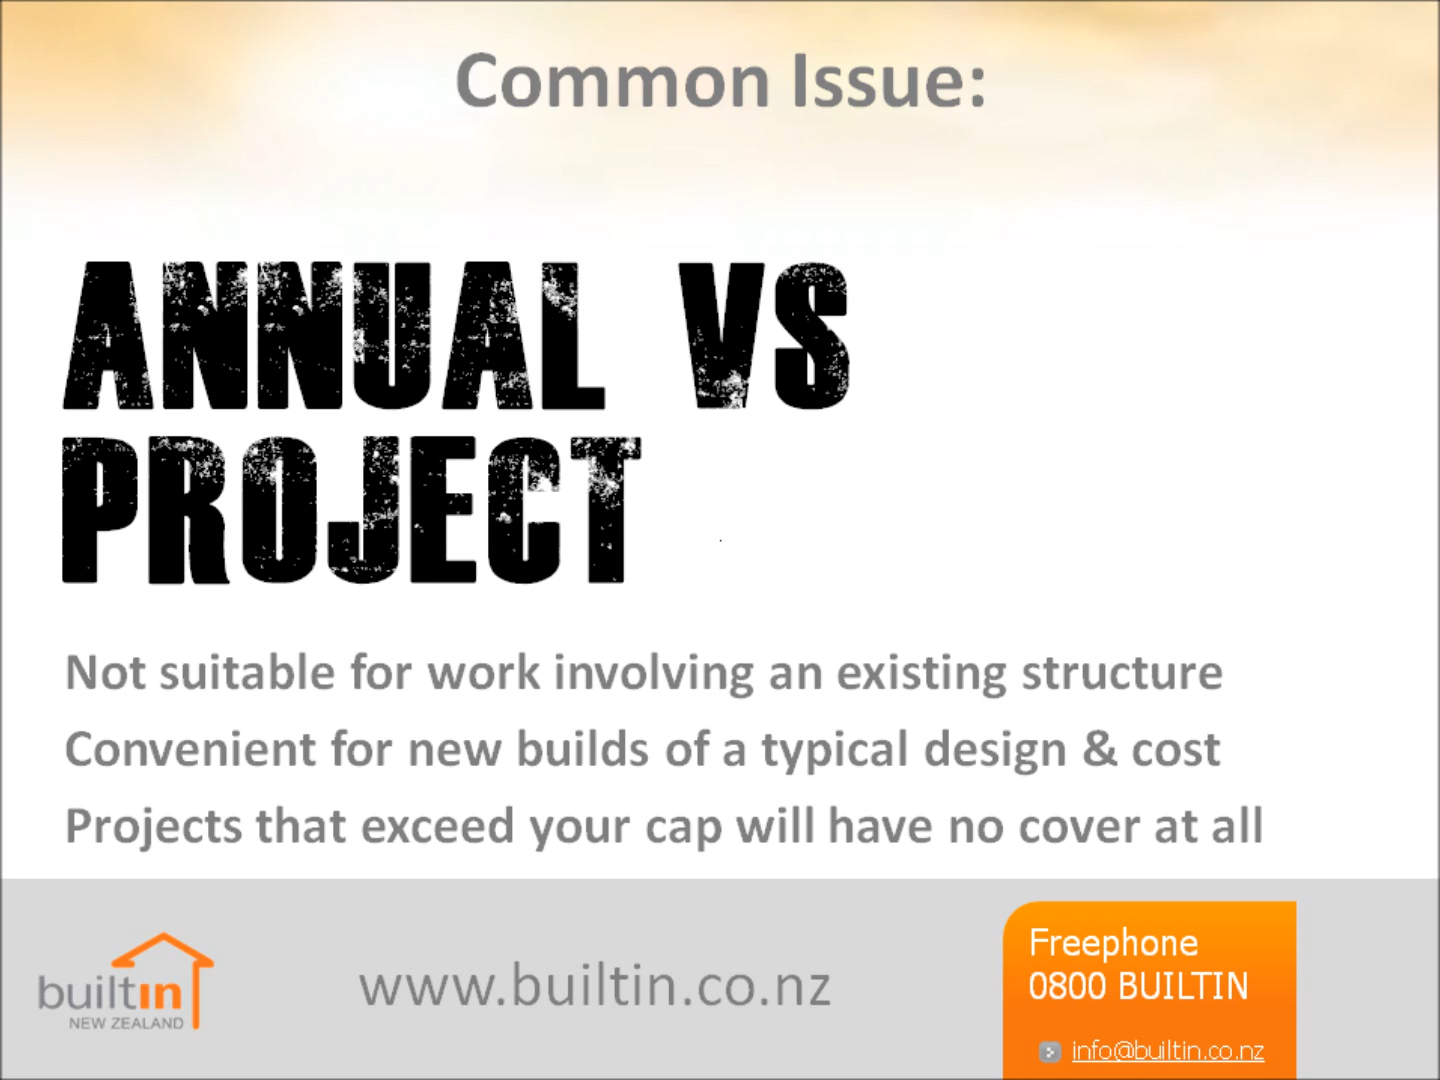 Common Issue:
ANNUAL VS
PROJECT
Not suitable for work involving an existing structure
Convenient for new builds of a typical design & cost
Projects that exceed your cap will have no cover at all
builtin
NEW ZEALAND
www.builtin.co.nz
Freephone
0800 BUILTIN
info@builtin.co.nz